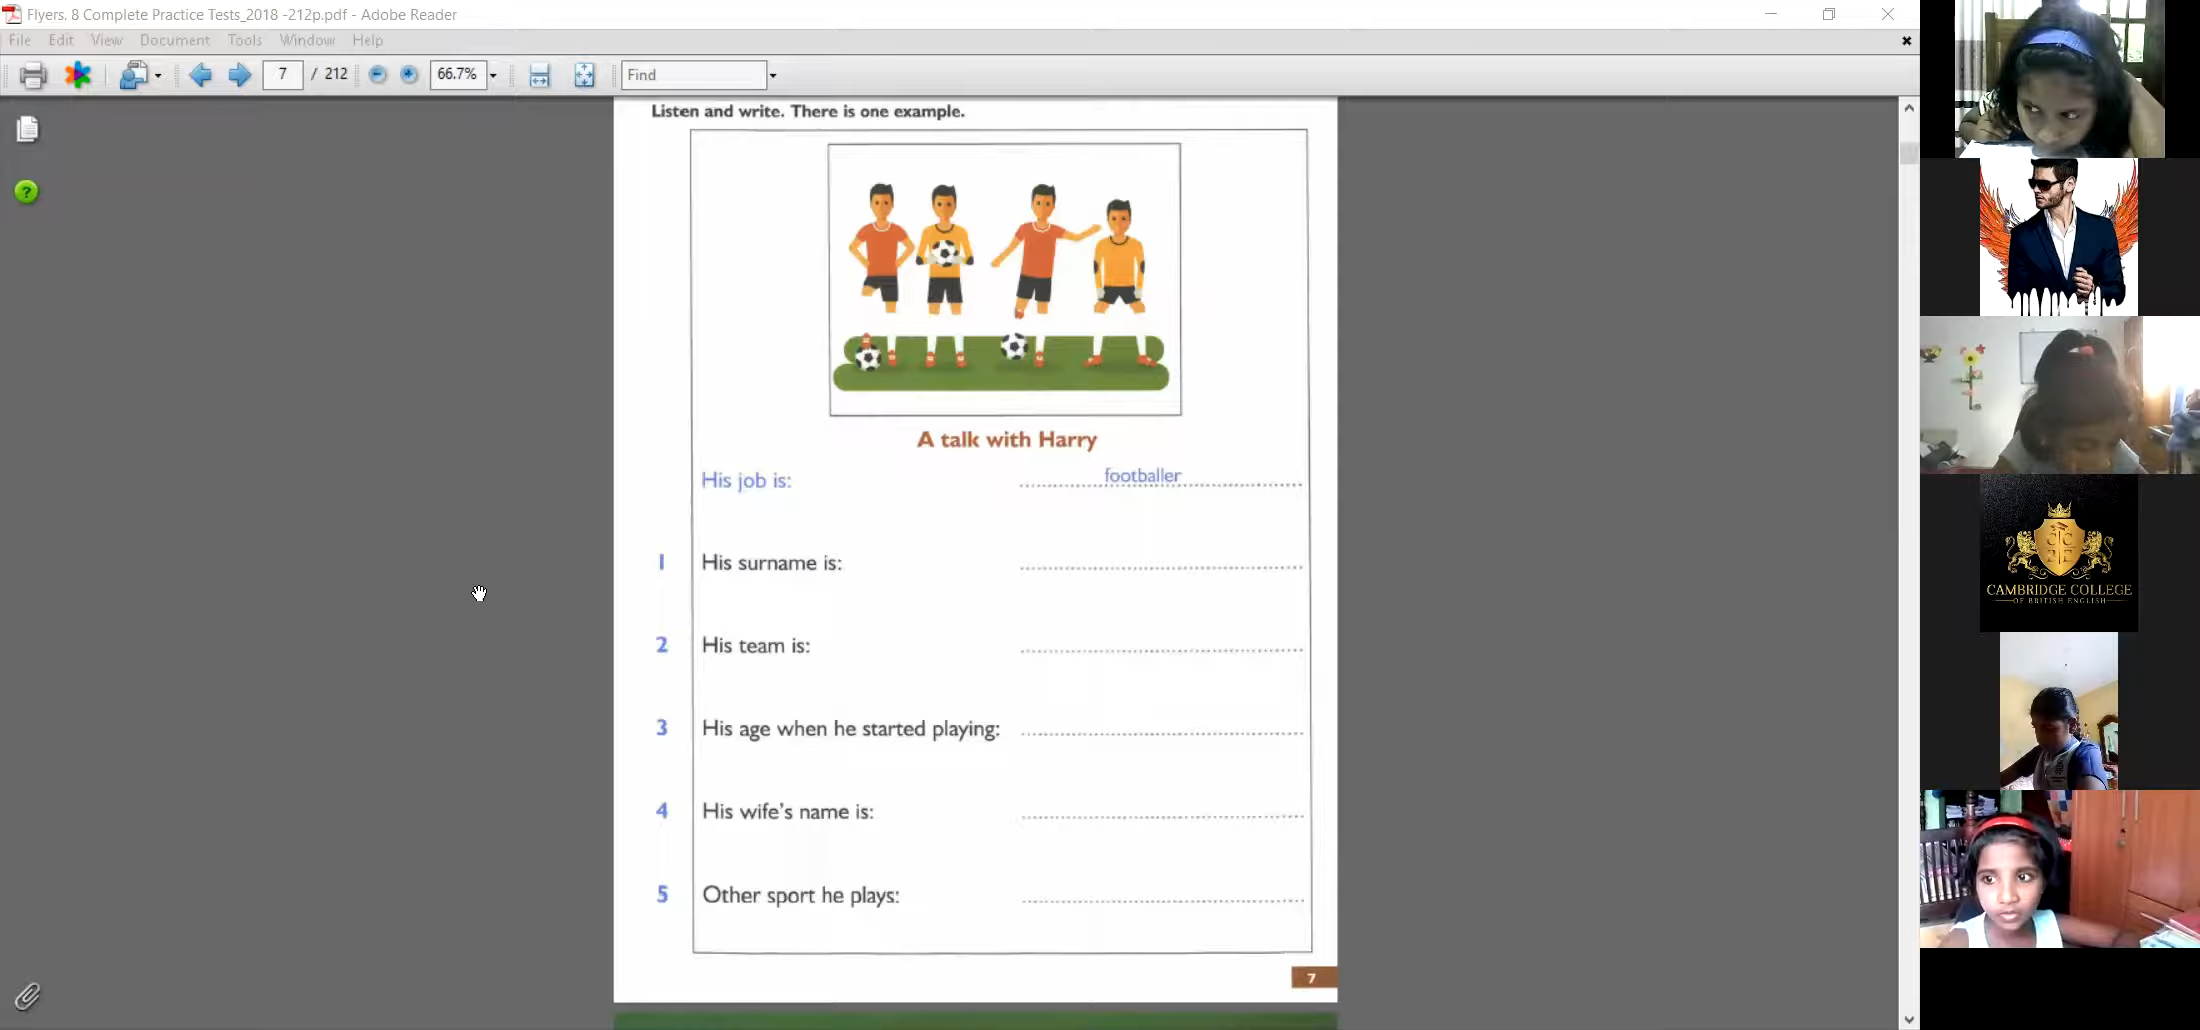 Flyers. 8 Complete Practice Tests_2018 -212p.pdf - Adobe Reader
File Edit View Document Tools Window Help
7 / 212 66.7% Find
Listen and write. There is one example.
A talk with Harry
His job is: footballer
1 His surname is:
2 His team is:
3 His age when he started playing:
4 His wife's name is:
5 Other sport he plays:
7
CAMBRIDGE COLLEGE
OF BRITISH ENGLISH